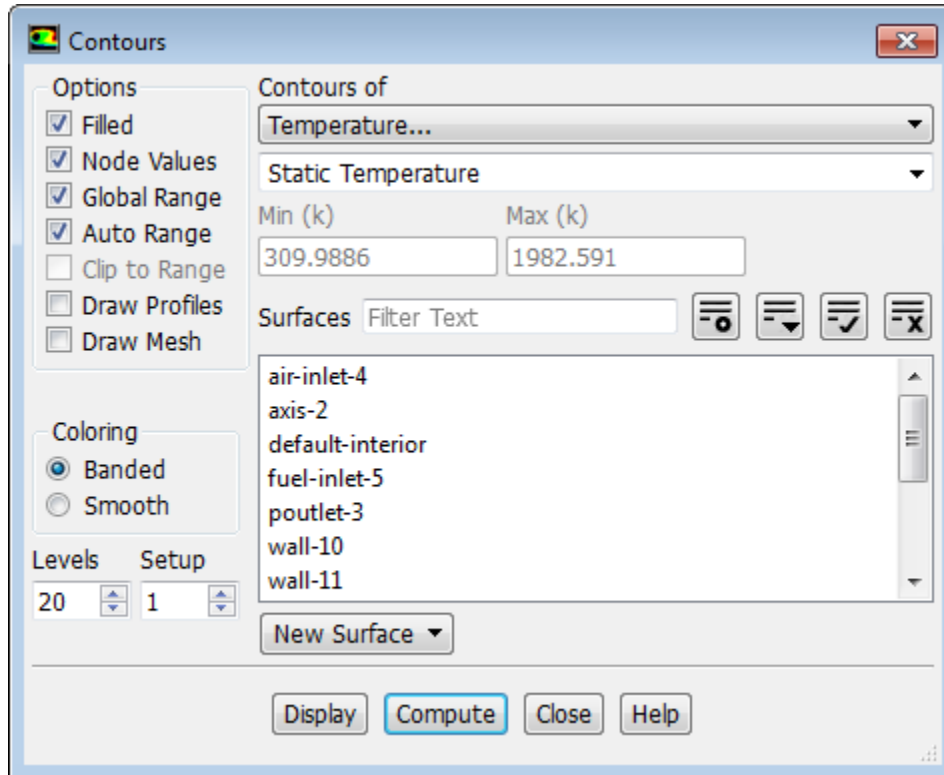 Contours
Options
Filled
Node Values
Global Range
Auto Range
Clip to Range
Draw Profiles
Draw Mesh
Coloring
Banded
Smooth
Levels Setup
20 1
Contours of
Temperature...
Static Temperature
Min (k) Max (k)
309.9886 1982.591
Surfaces Filter Text
air-inlet-4
axis-2
default-interior
fuel-inlet-5
poutlet-3
wall-10
wall-11
New Surface
Display Compute Close Help